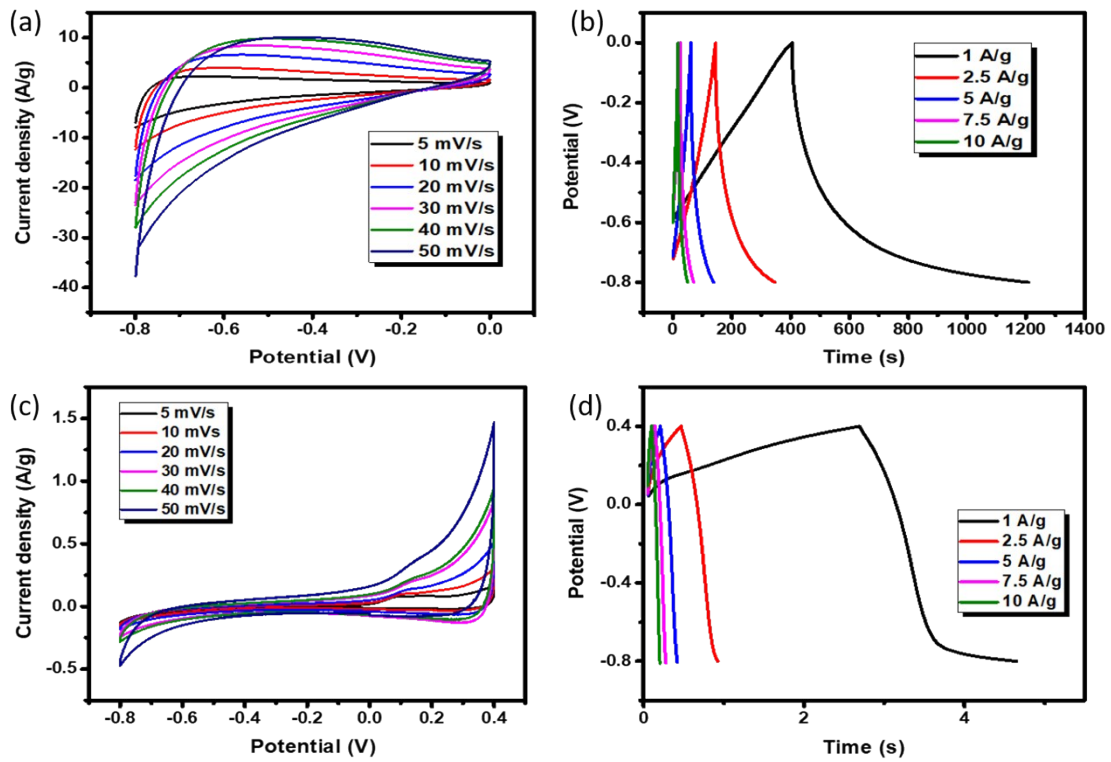 (a)
Current density (A/g)
10
0
-10
-20
-30
-40
5 mV/s
10 mV/s
20 mV/s
30 mV/s
40 mV/s
50 mV/s
-0.8 -0.6 -0.4 -0.2 0.0
Potential (V)
(b)
Potential (V)
0.0
-0.2
-0.4
-0.6
-0.8
1 A/g
2.5 A/g
5 A/g
7.5 A/g
10 A/g
0 200 400 600 800 1000 1200 1400
Time (s)
(c)
Current density (A/g)
1.5
1.0
0.5
0.0
-0.5
5 mV/s
10 mVs
20 mV/s
30 mV/s
40 mV/s
50 mV/s
-0.8 -0.6 -0.4 -0.2 0.0 0.2 0.4
Potential (V)
(d)
Potential (V)
0.4
0.0
-0.4
-0.8
1 A/g
2.5 A/g
5 A/g
7.5 A/g
10 A/g
0 2 4
Time (s)